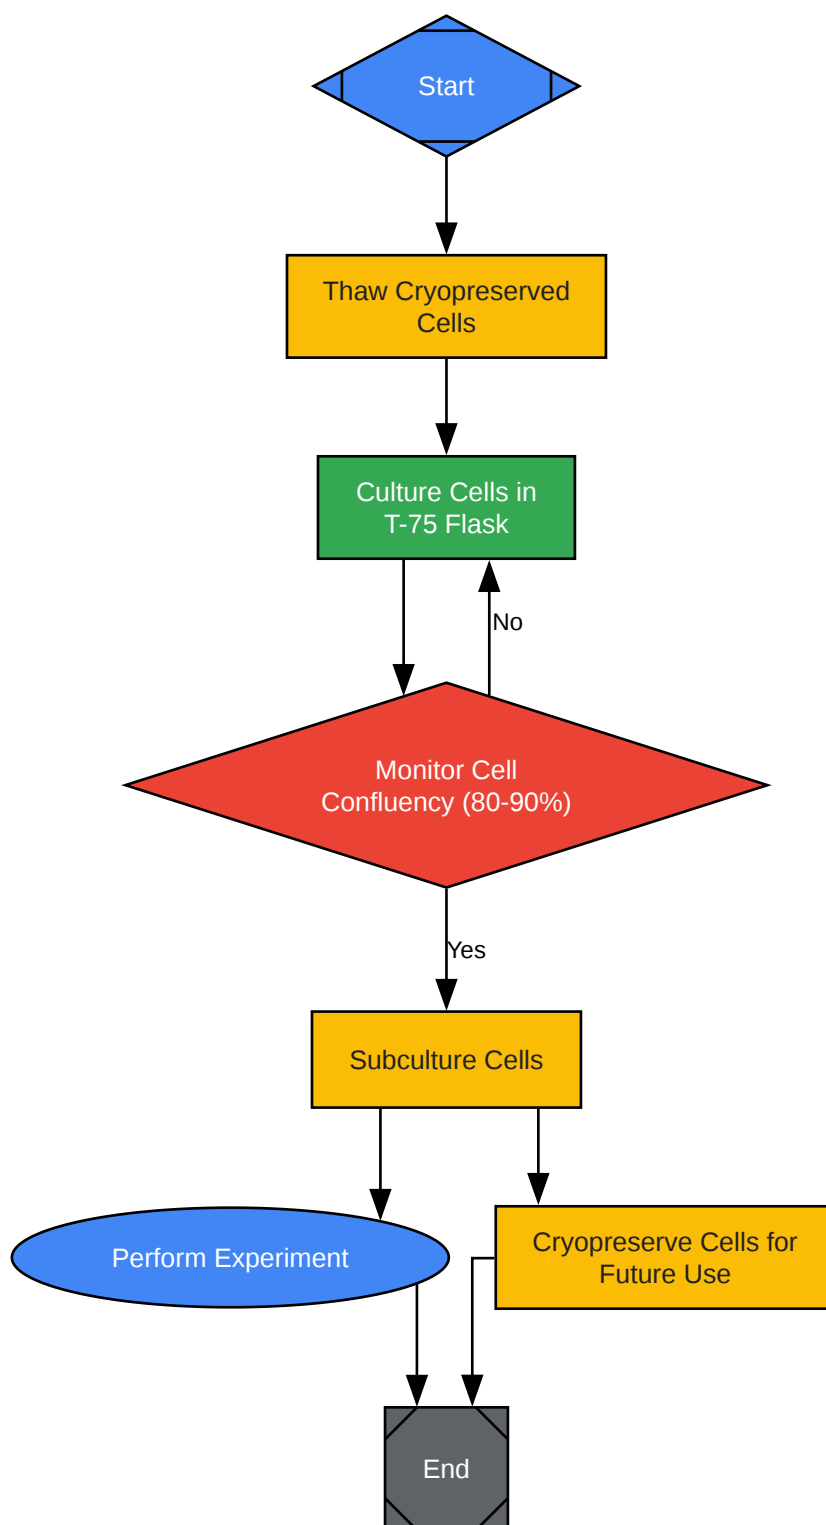 Start
Thaw Cryopreserved
Cells
Culture Cells in
T-75 Flask
No
Monitor Cell
Confluency (80-90%)
Yes
Subculture Cells
Perform Experiment
Cryopreserve Cells for
Future Use
End